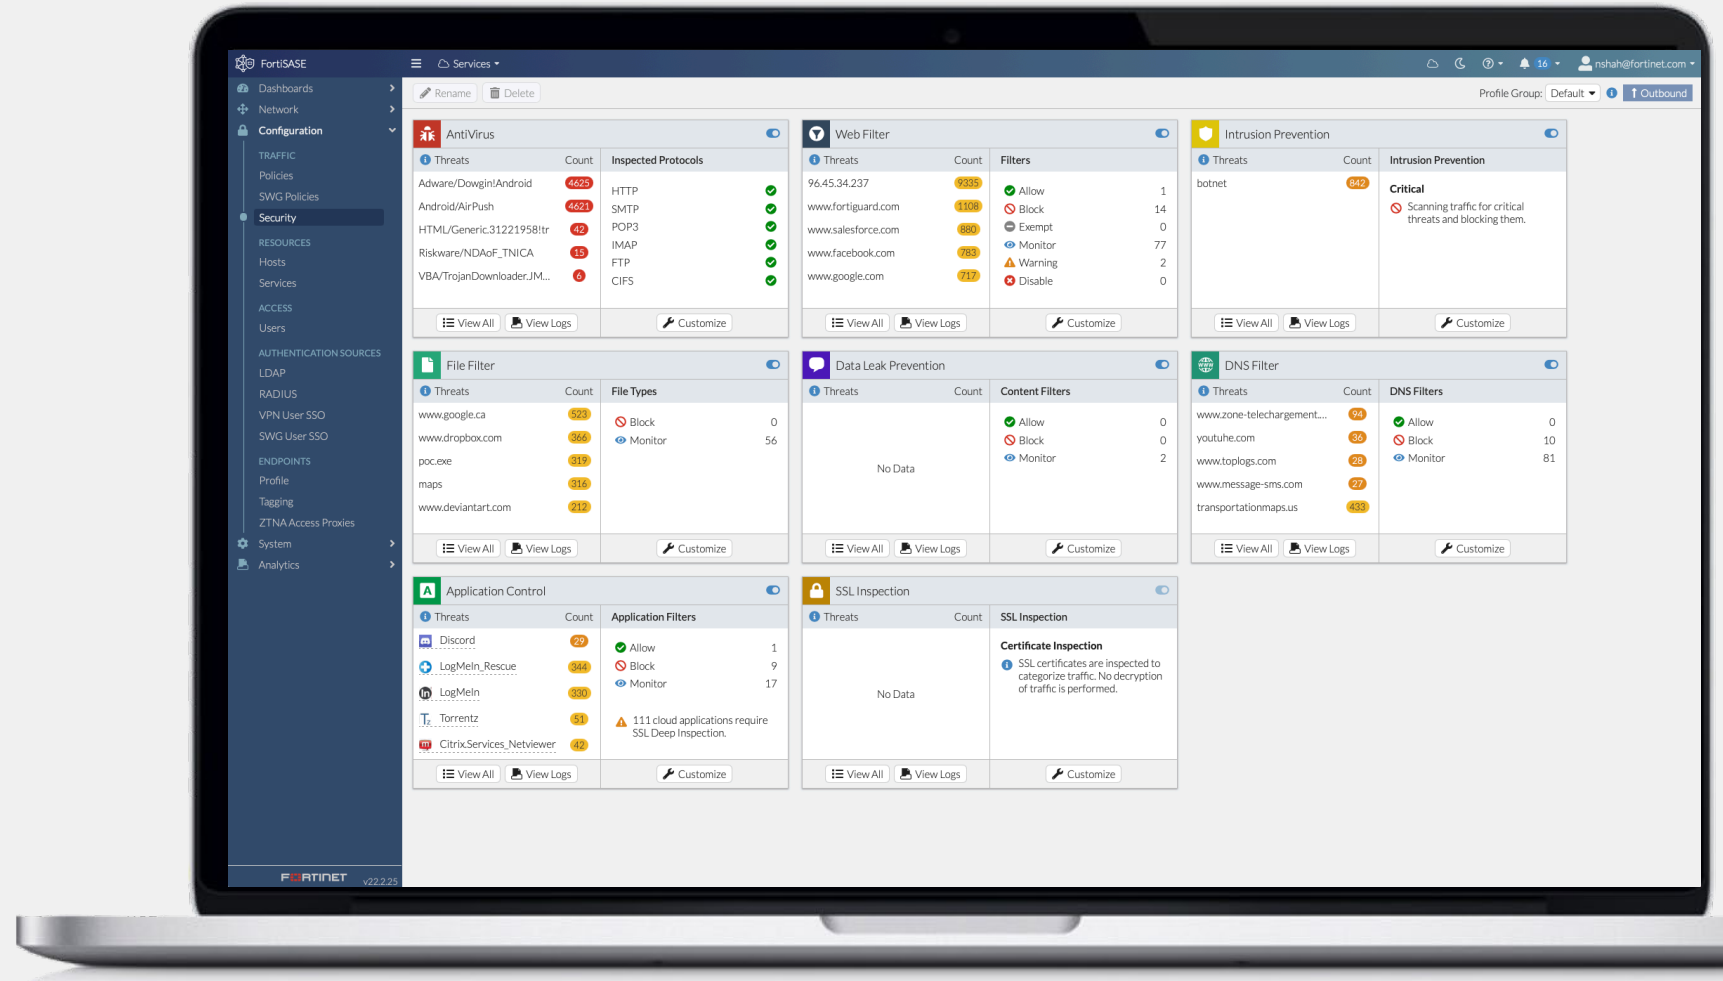 FortiSASE
Services
16
nshah@fortinet.com
Dashboards
Network
Configuration
TRAFFIC
Policies
SWG Policies
Security
RESOURCES
Hosts
Services
ACCESS
Users
AUTHENTICATION SOURCES
LDAP
RADIUS
VPN User SSO
SWG User SSO
ENDPOINTS
Profile
Tagging
ZTNA Access Proxies
System
Analytics
FORTINET v22.2.25
Rename Delete
Profile Group: Default Outbound
AntiVirus
Threats Count Inspected Protocols
Adware/Dowgin!Android 4625
Android/AirPush 4621
HTML/Generic.31221958!tr 42
Riskware/NDAoF_TNICA 15
VBA/TrojanDownloader.JM... 6
HTTP
SMTP
POP3
IMAP
FTP
CIFS
View All View Logs Customize
Web Filter
Threats Count Filters
96.45.34.237 9335
www.fortiguard.com 1108
www.salesforce.com 880
www.facebook.com 783
www.google.com 717
Allow 1
Block 14
Exempt 0
Monitor 77
Warning 2
Disable 0
View All View Logs Customize
Intrusion Prevention
Threats Count Intrusion Prevention
botnet 842
Critical
Scanning traffic for critical
threats and blocking them.
View All View Logs Customize
File Filter
Threats Count File Types
www.google.ca 523
www.dropbox.com 366
poc.exe 319
maps 316
www.deviantart.com 212
Block 0
Monitor 56
View All View Logs Customize
Data Leak Prevention
Threats Count Content Filters
No Data
Allow 0
Block 0
Monitor 2
View All View Logs Customize
DNS Filter
Threats Count DNS Filters
www.zone-telechargement.... 94
youtuhe.com 36
www.toplogs.com 28
www.message-sms.com 27
transportationmaps.us 433
Allow 0
Block 10
Monitor 81
View All View Logs Customize
Application Control
Threats Count Application Filters
Discord 29
LogMeIn_Rescue 344
LogMeIn 330
Torrentz 51
Citrix.Services_Netviewer 42
Allow 1
Block 9
Monitor 17
111 cloud applications require
SSL Deep Inspection.
View All View Logs Customize
SSL Inspection
Threats Count SSL Inspection
No Data
Certificate Inspection
SSL certificates are inspected to
categorize traffic. No decryption
of traffic is performed.
View All View Logs Customize